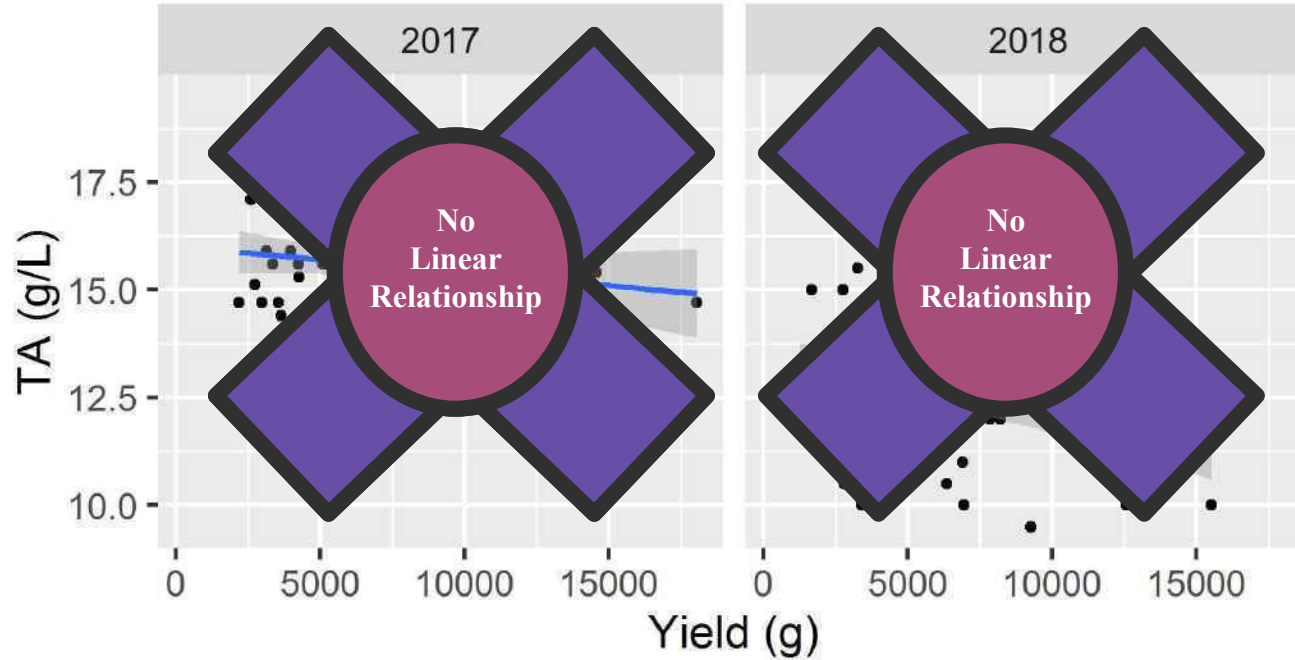 2017
2018
17.5
15.0
12.5
10.0
TA (g/L)
No
Linear
Relationship
No
Linear
Relationship
0
5000
10000
15000
0
5000
10000
15000
Yield (g)